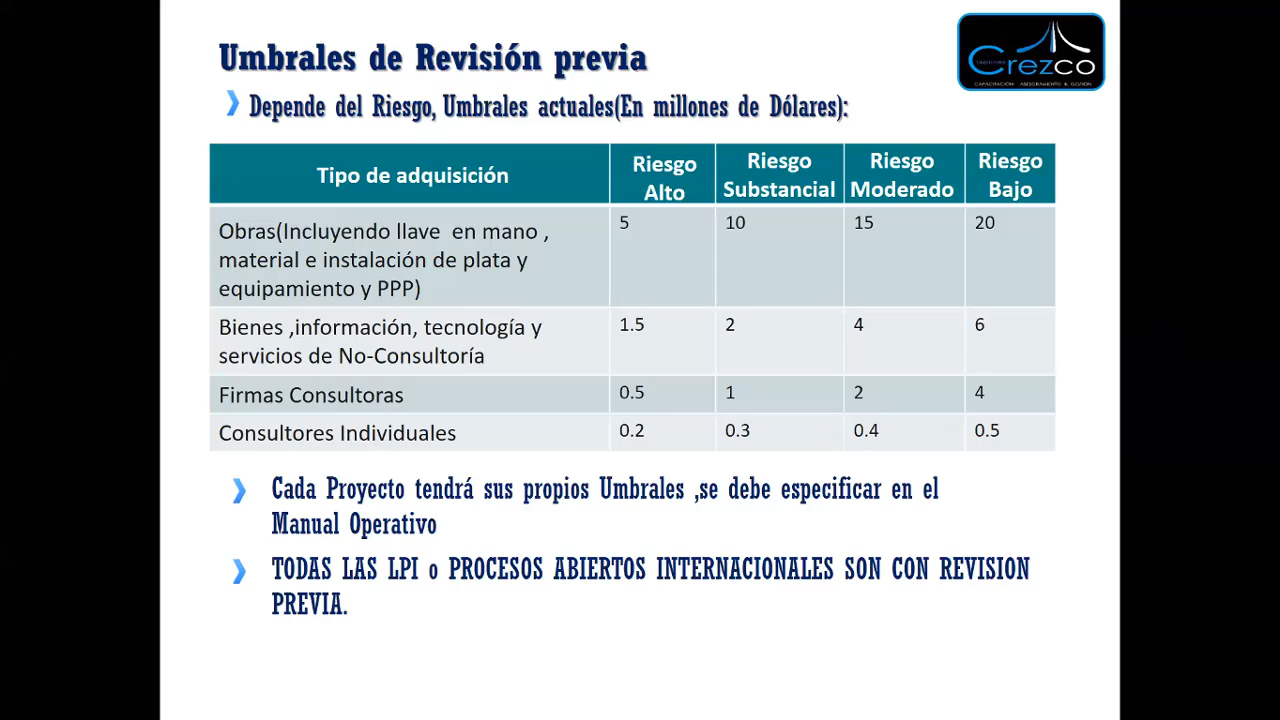 Umbrales de Revisión previa
CONSULTORA
Crezco
CAPACITACION ASESORAMIENTO & GESTIÓN
Depende del Riesgo, Umbrales actuales(En millones de Dólares):
Tipo de adquisición
Riesgo
Alto
Riesgo
Substancial
Riesgo
Moderado
Riesgo
Bajo
Obras(Incluyendo llave en mano ,
material e instalación de plata y
equipamiento y PPP)
5
10
15
20
Bienes ,información, tecnología y
servicios de No-Consultoría
1.5
2
4
6
Firmas Consultoras
0.5
1
2
4
Consultores Individuales
0.2
0.3
0.4
0.5
Cada Proyecto tendrá sus propios Umbrales ,se debe especificar en el
Manual Operativo
TODAS LAS LPI o PROCESOS ABIERTOS INTERNACIONALES SON CON REVISION
PREVIA.